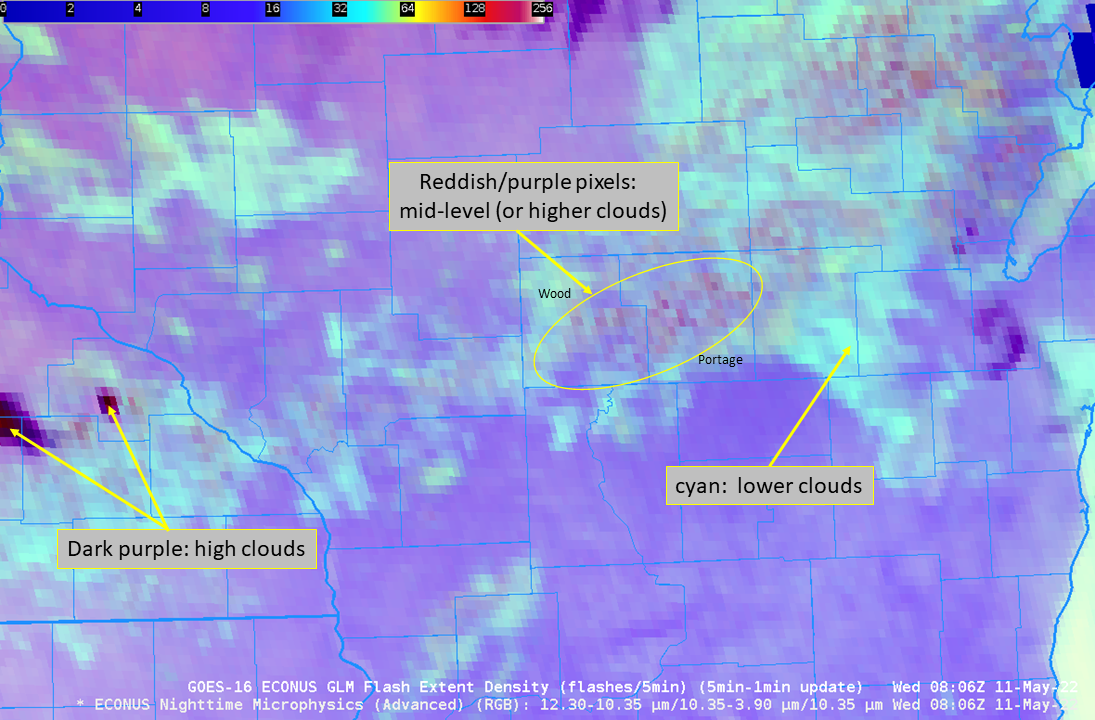 0 2 4 8 16 32 64 128 256
Reddish/purple pixels:
mid-level (or higher clouds)
Wood
Portage
cyan:  lower clouds
Dark purple: high clouds
GOES-16 ECONUS GLM Flash Extent Density (flashes/5min) (5min-1min update) Wed 08:06Z 11-May-22
* ECONUS Nighttime Microphysics (Advanced) (RGB): 12.30-10.35 µm/10.35-3.90 µm/10.35 µm Wed 08:06Z 11-May-